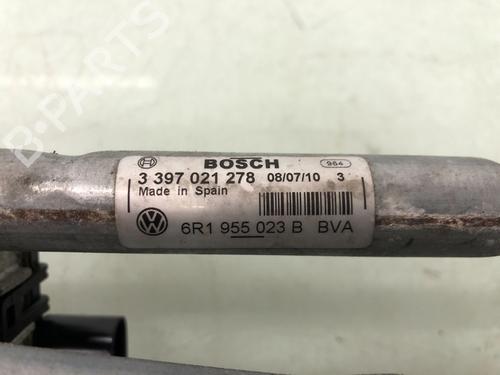 B-PARTS
BOSCH
964
3 397 021 278 08/07/10 3
Made in Spain
6R1 955 023 B BVA